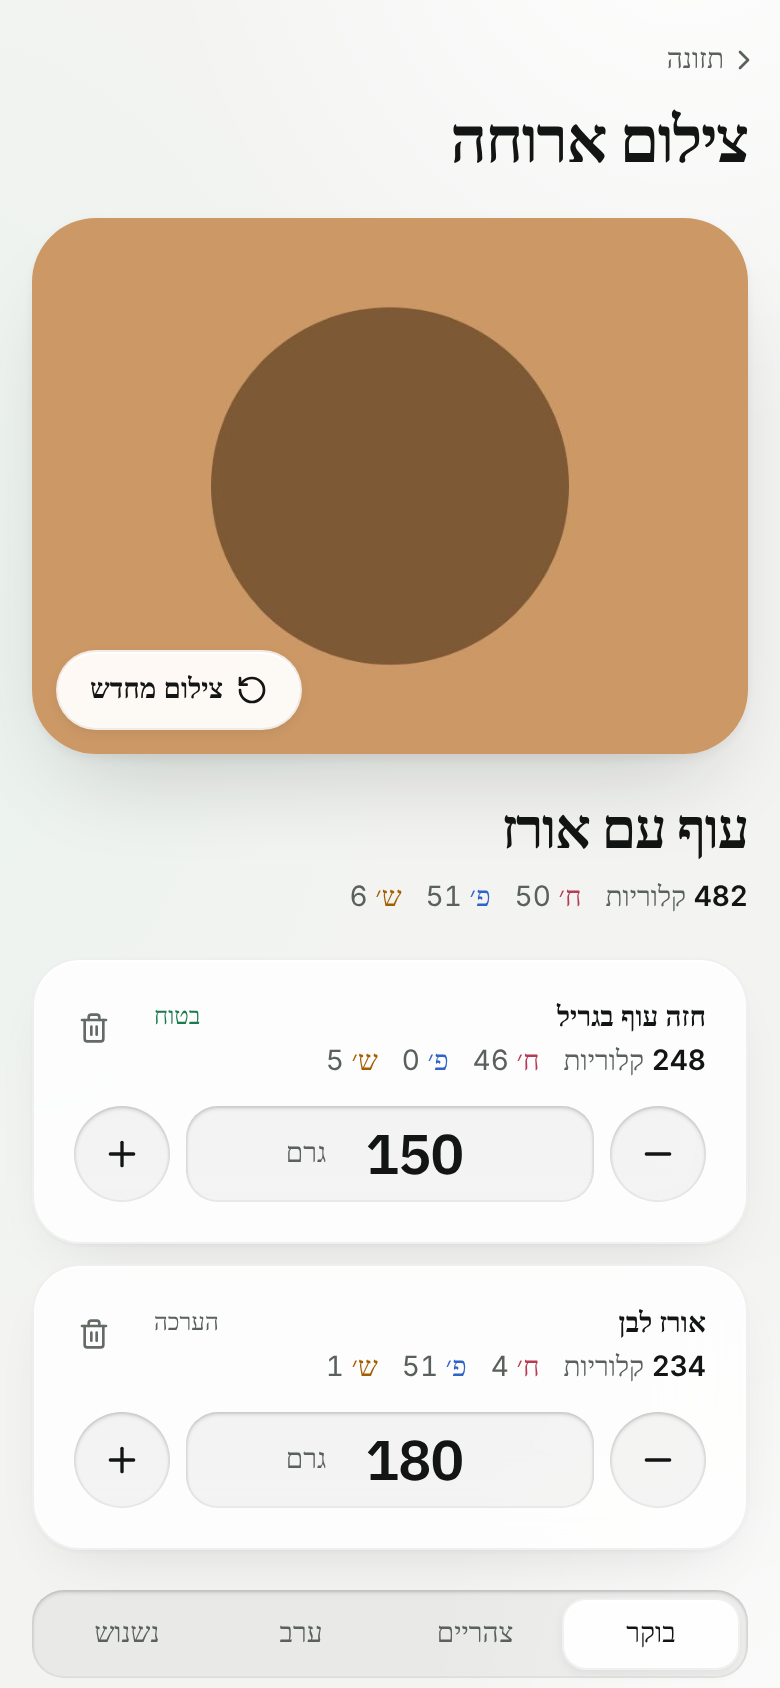 תזונה
צילום ארוחה
צילום מחדש
עוף עם אורז
482 קלוריות ח׳ 50 פ׳ 51 ש׳ 6
חזה עוף בגריל בטוח
248 קלוריות ח׳ 46 פ׳ 0 ש׳ 5
150 גרם
אורז לבן הערכה
234 קלוריות ח׳ 4 פ׳ 51 ש׳ 1
180 גרם
בוקר צהריים ערב נשנוש